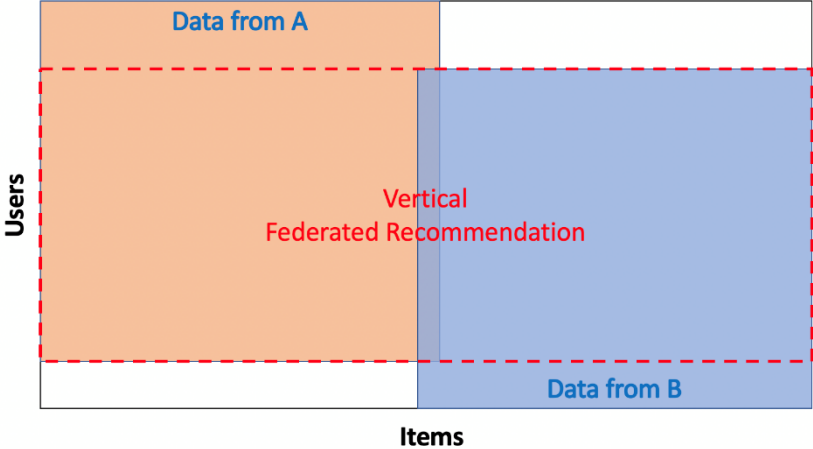 Data from A
Users
Vertical
Federated Recommendation
Data from B
Items